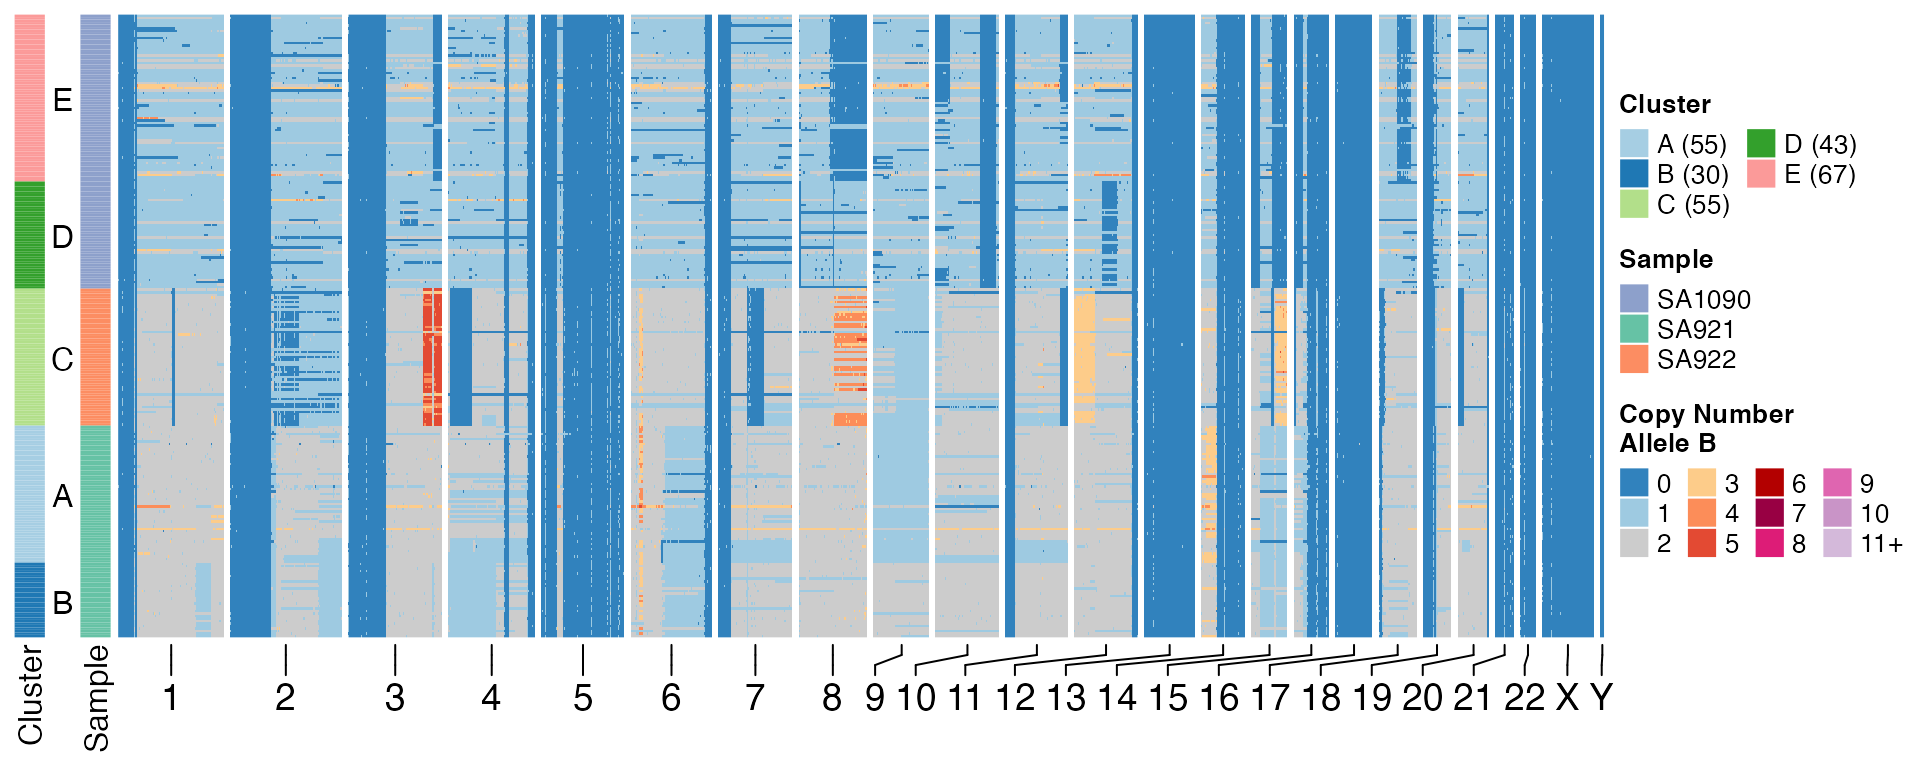 E
D
C
A
B
Cluster
Sample
1 2 3 4 5 6 7 8 9 10 11 12 13 14 15 16 17 18 19 20 21 22 X Y
Cluster
A (55) D (43)
B (30) E (67)
C (55)
Sample
SA1090
SA921
SA922
Copy Number
Allele B
0 3 6 9
1 4 7 10
2 5 8 11+